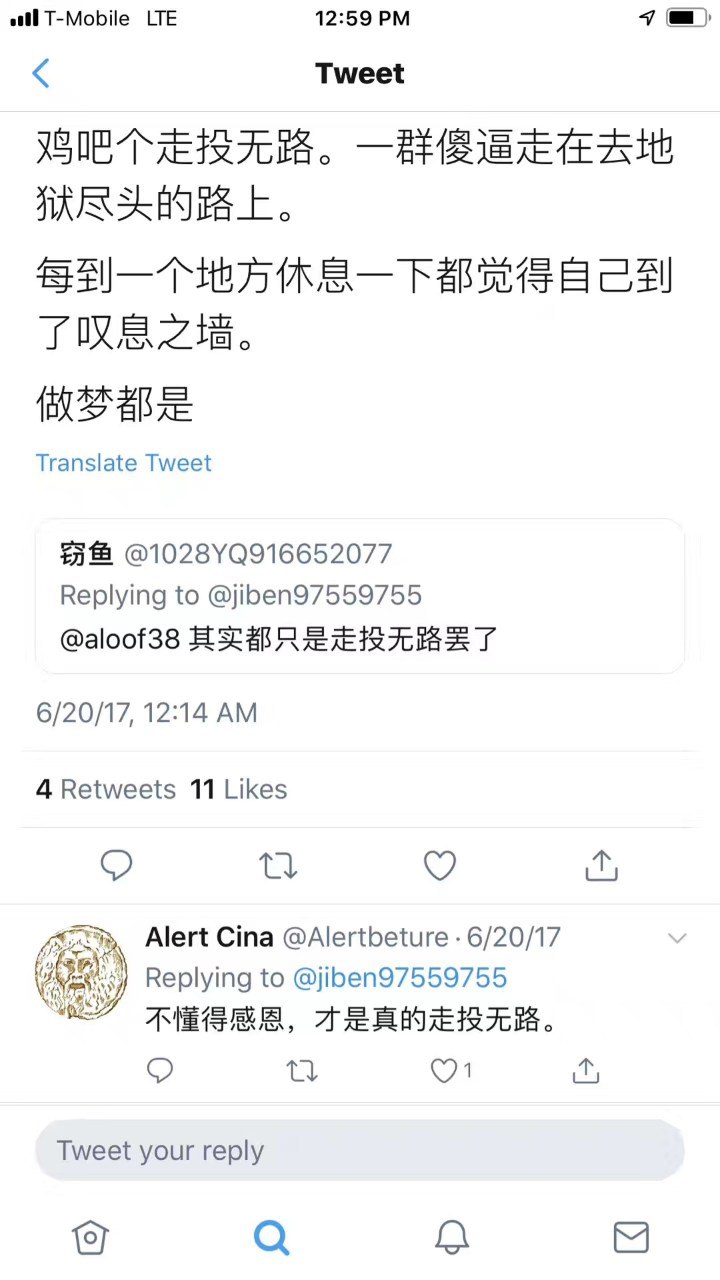 T-Mobile LTE 12:59 PM
Tweet
鸡吧个走投无路。一群傻逼走在去地
狱尽头的路上。
每到一个地方休息一下都觉得自己到
了叹息之墙。
做梦都是
Translate Tweet
窃鱼 @1028YQ916652077
Replying to @jiben97559755
@aloof38 其实都只是走投无路罢了
6/20/17, 12:14 AM
4 Retweets 11 Likes
Alert Cina @Alertbeture · 6/20/17
Replying to @jiben97559755
不懂得感恩，才是真的走投无路。
1
Tweet your reply